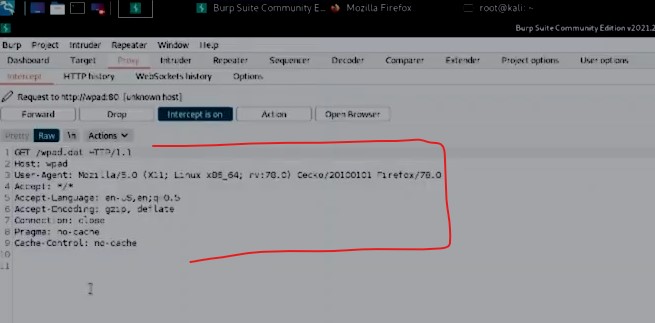 Burp Suite Community E... Mozilla Firefox root@kali: ~
Burp Suite Community Edition v2021.2
Burp Project Intruder Repeater Window Help
Dashboard Target Proxy Intruder Repeater Sequencer Decoder Comparer Extender Project options User options
Intercept HTTP history WebSockets history Options
Request to http://wpad:80 [unknown host]
Forward Drop Intercept is on Action Open Browser
Pretty Raw \n Actions
1 GET /wpad.dat HTTP/1.1
2 Host: wpad
3 User-Agent: Mozilla/5.0 (X11; Linux x86_64; rv:78.0) Gecko/20100101 Firefox/78.0
4 Accept: */*
5 Accept-Language: en-US,en;q=0.5
6 Accept-Encoding: gzip, deflate
7 Connection: close
8 Pragma: no-cache
9 Cache-Control: no-cache
10
11